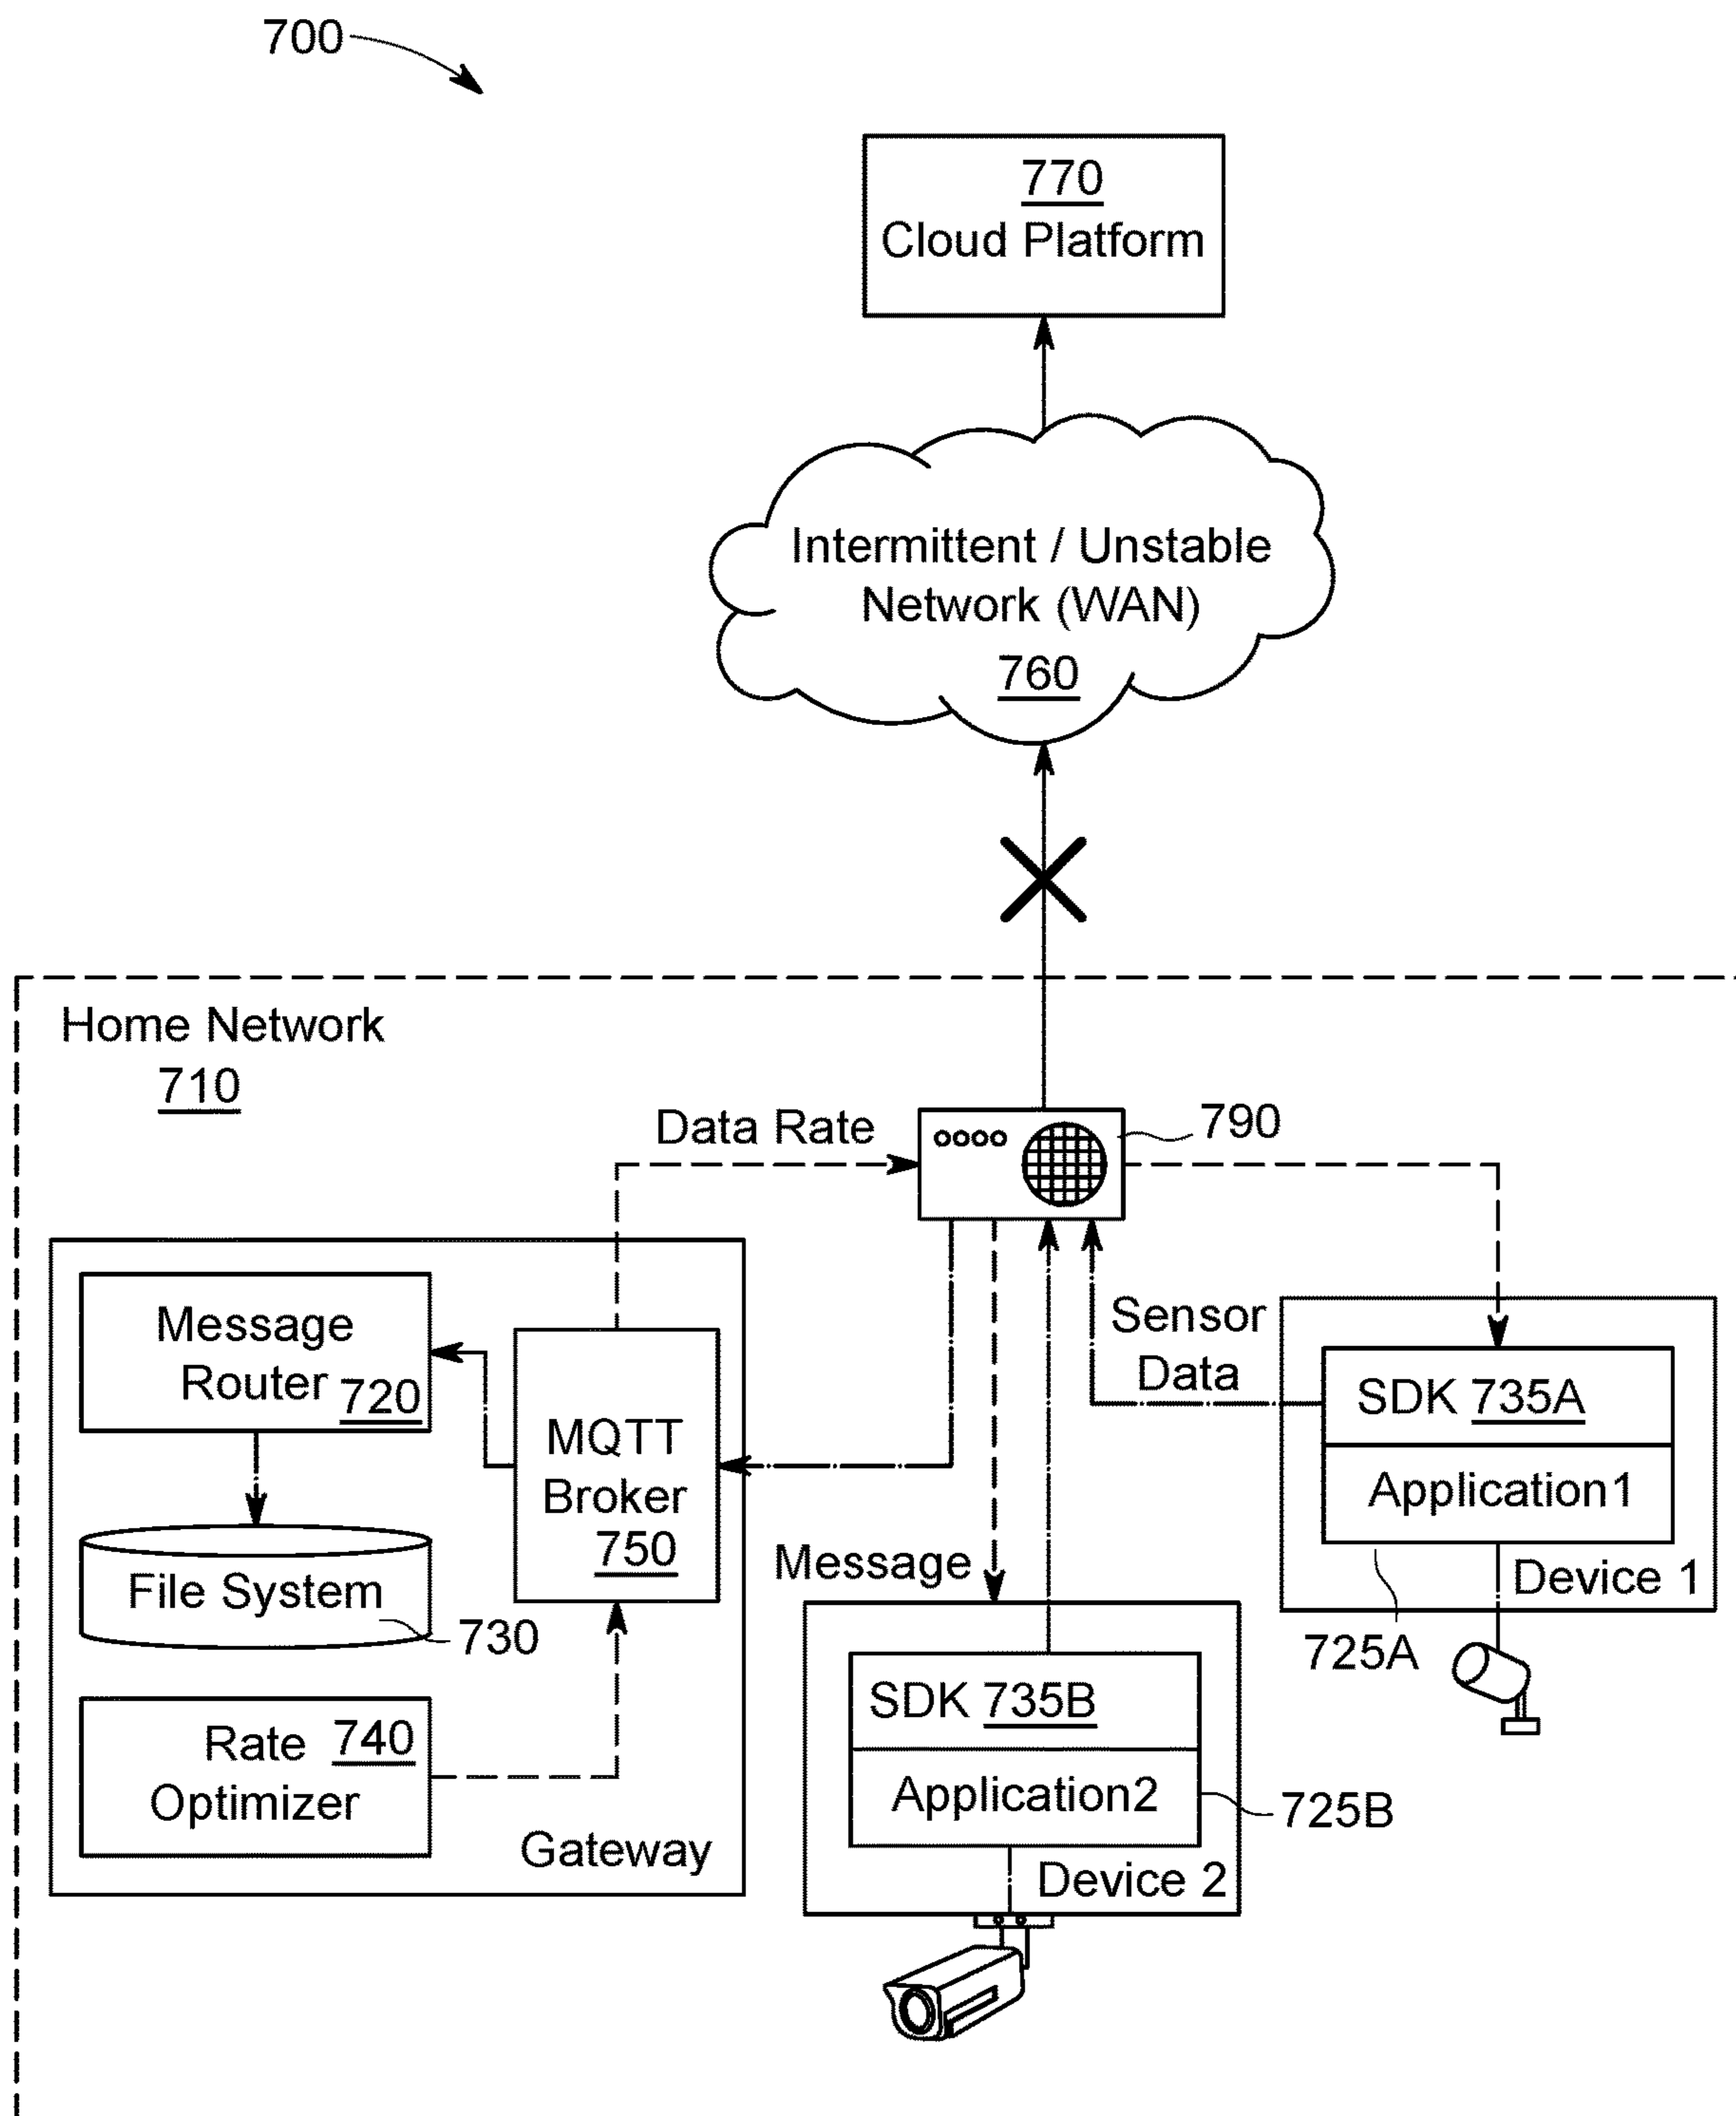 700
770
Cloud Platform
Intermittent / Unstable
Network (WAN)
760
Home Network
710
Data Rate
790
Message
Router 720
MQTT
Broker
750
File System
730
Rate 740
Optimizer
Gateway
Sensor
Data
SDK 735A
Application1
Device 1
725A
Message
SDK 735B
Application2
725B
Device 2